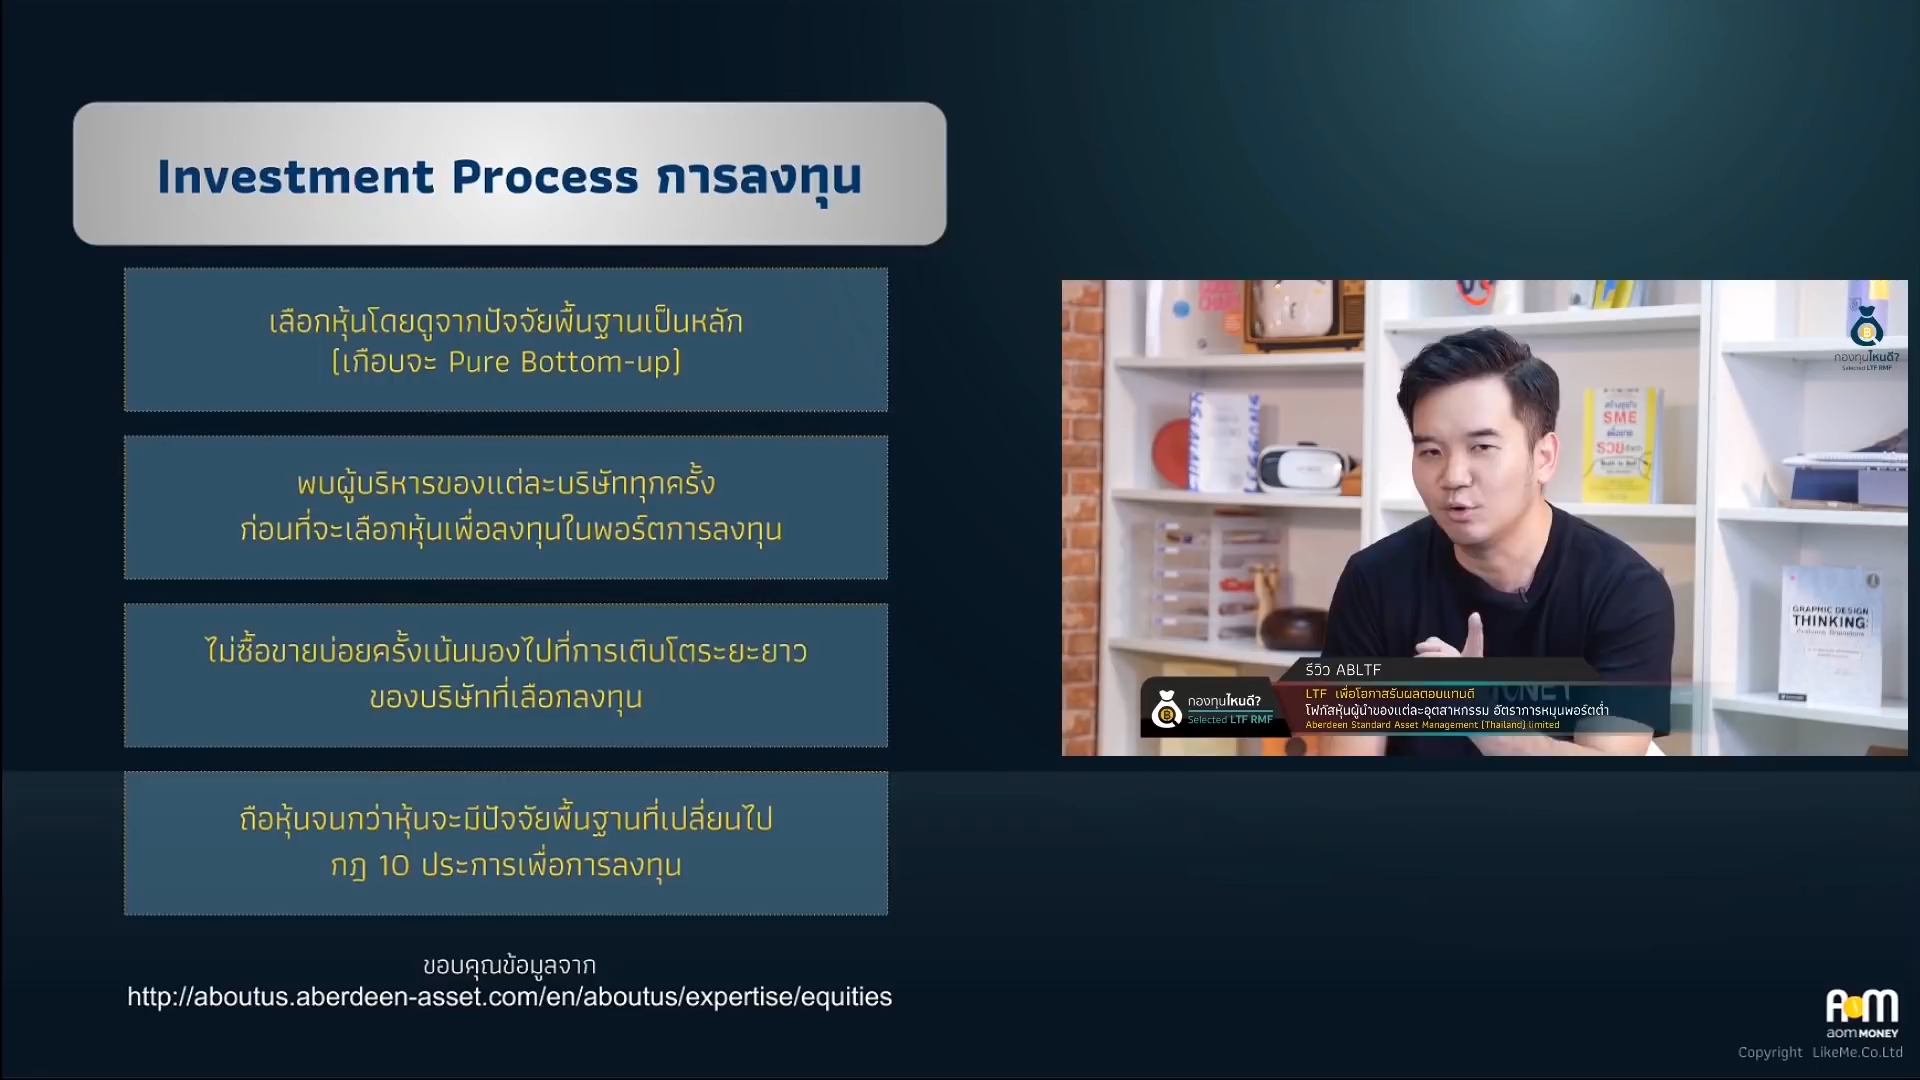 Investment Process การลงทุน
เลือกหุ้นโดยดูจากปัจจัยพื้นฐานเป็นหลัก
(เกือบจะ Pure Bottom-up)
พบผู้บริหารของแต่ละบริษัททุกครั้ง
ก่อนที่จะเลือกหุ้นเพื่อลงทุนในพอร์ตการลงทุน
ไม่ซื้อขายบ่อยครั้งเน้นมองไปที่การเติบโตระยะยาว
ของบริษัทที่เลือกลงทุน
ถือหุ้นจนกว่าหุ้นจะมีปัจจัยพื้นฐานที่เปลี่ยนไป
กฎ 10 ประการเพื่อการลงทุน
ขอบคุณข้อมูลจาก
http://aboutus.aberdeen-asset.com/en/aboutus/expertise/equities
กองทุนไหนดี?
Selected LTF RMF
SME
รวย
GRAPHIC DESIGN
THINKING:
รีวิว ABLTF
กองทุนไหนดี?
Selected LTF RMF
LTF เพื่อโอกาสรับผลตอบแทนดี
โฟกัสหุ้นผู้นำของแต่ละอุตสาหกรรม อัตราการหมุนพอร์ตต่ำ
Aberdeen Standard Asset Management (Thailand) limited
AOM
aomMONEY
Copyright LikeMe.Co.Ltd